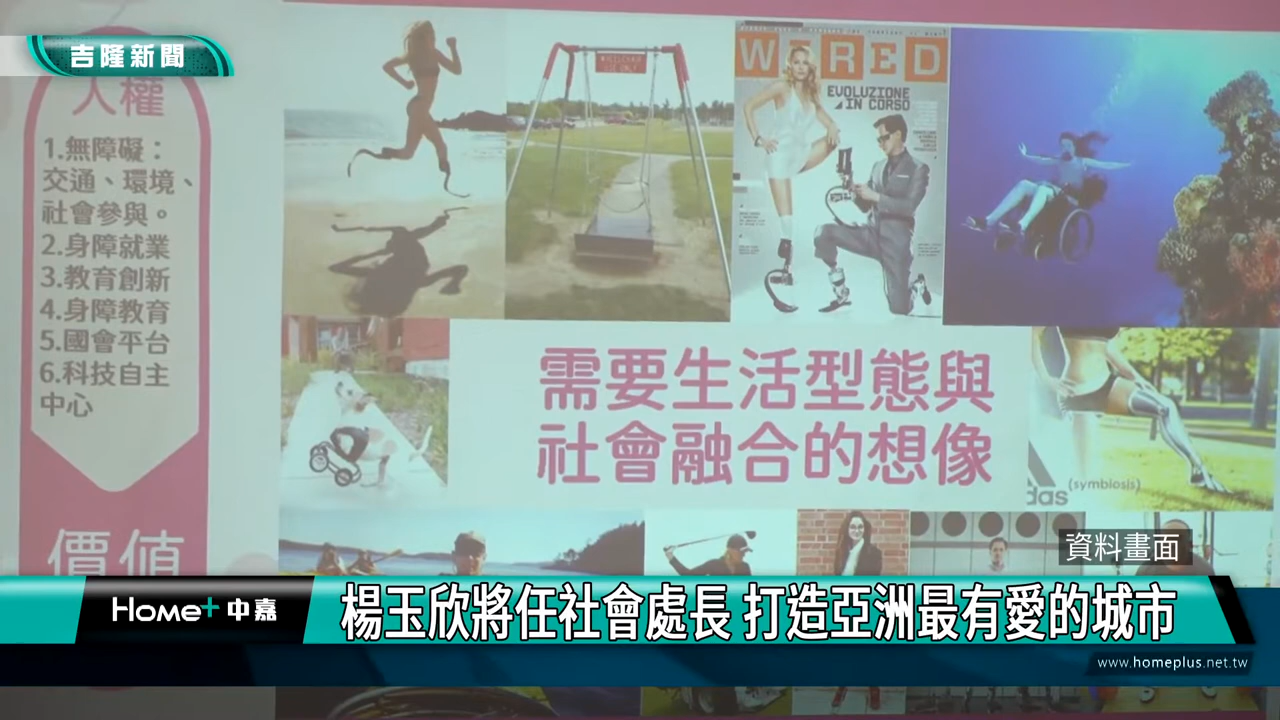 吉隆新聞
人權
1.無障礙：
交通、環境、
社會參與。
2.身障就業
3.教育創新
4.身障教育
5.國會平台
6.科技自主
中心
價值
WHEELCHAIR
USE ONLY
WIRED
EVOLUZIONE
IN CORSO
需要生活型態與
社會融合的想像
das
(symbiosis)
資料畫面
Home+中嘉
楊玉欣將任社會處長 打造亞洲最有愛的城市
www.homeplus.net.tw